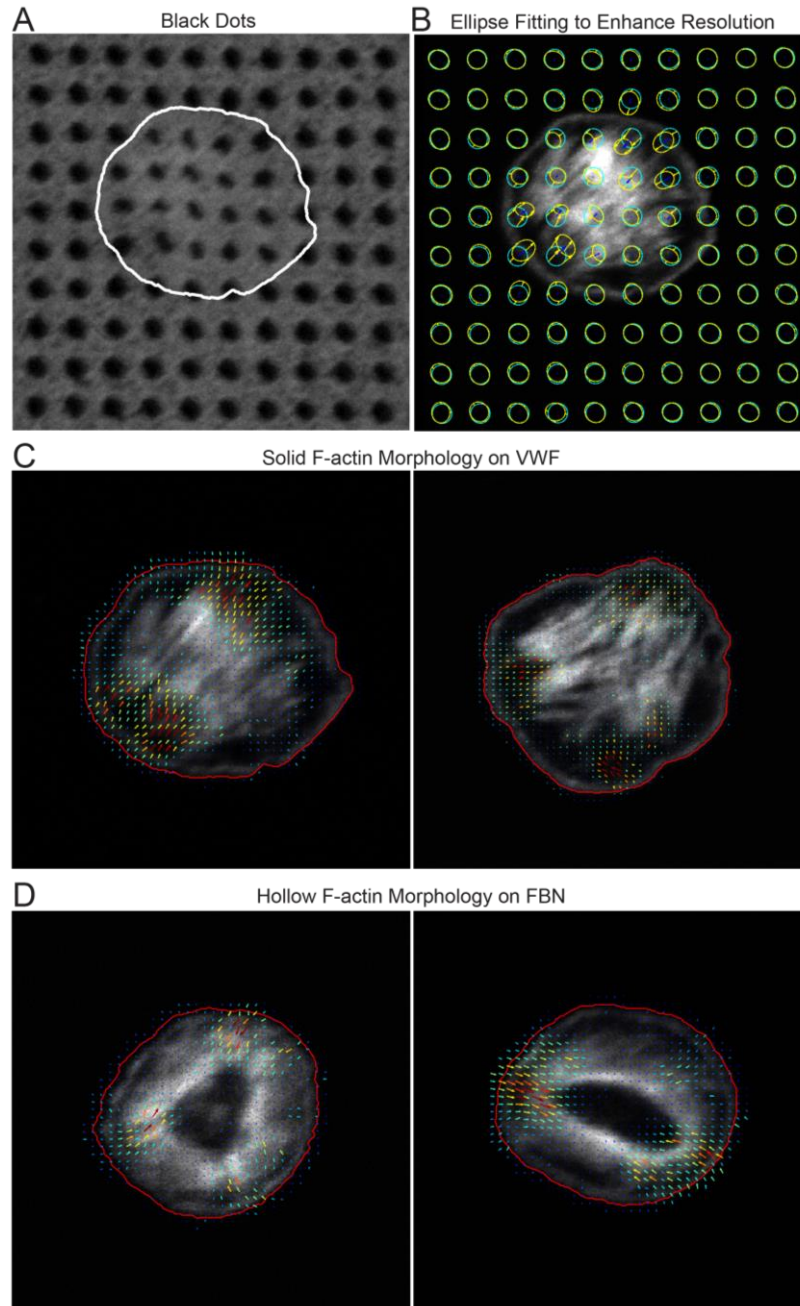 A
Black Dots
B
Ellipse Fitting to Enhance Resolution
C
Solid F-actin Morphology on VWF
D
Hollow F-actin Morphology on FBN